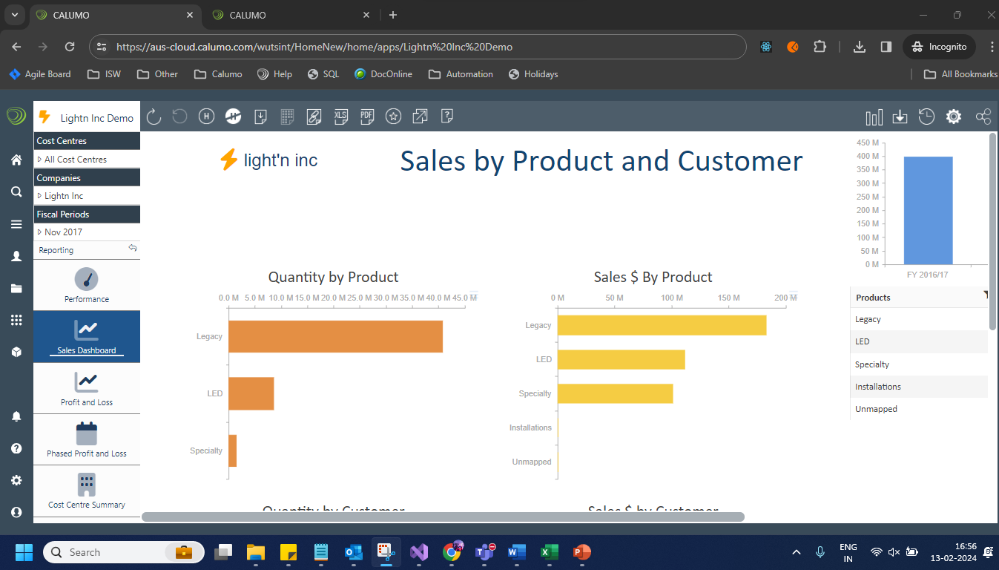 CALUMO
CALUMO
https://aus-cloud.calumo.com/wutsint/HomeNew/home/apps/Lightn%20Inc%20Demo
Incognito
Agile Board
ISW
Other
Calumo
Help
SQL
DocOnline
Automation
Holidays
All Bookmarks
Lightn Inc Demo
H
H
XLS
PDF
Cost Centres
All Cost Centres
Companies
Lightn Inc
Fiscal Periods
Nov 2017
Reporting
Performance
Sales Dashboard
Profit and Loss
Phased Profit and Loss
Cost Centre Summary
light'n inc
Sales by Product and Customer
Quantity by Product
0.0 M 5.0 M 10.0 M 15.0 M 20.0 M 25.0 M 30.0 M 35.0 M 40.0 M 45.0 M
Legacy
LED
Specialty
Sales $ By Product
0 M 50 M 100 M 150 M 200 M
Legacy
LED
Specialty
Installations
Unmapped
450 M
400 M
350 M
300 M
250 M
200 M
150 M
100 M
50 M
0 M
FY 2016/17
Products
Legacy
LED
Specialty
Installations
Unmapped
Quantity by Customer
Sales $ by Customer
Search
ENG
IN
16:56
13-02-2024